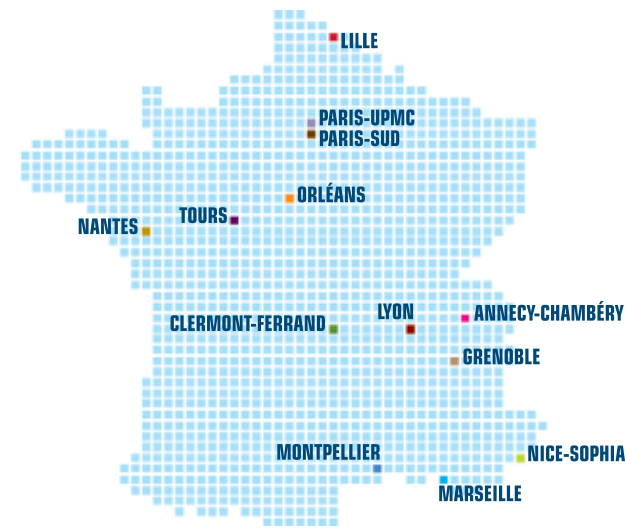 LILLE
PARIS-UPMC
PARIS-SUD
ORLÉANS
TOURS
NANTES
LYON
ANNECY-CHAMBÉRY
CLERMONT-FERRAND
GRENOBLE
MONTPELLIER
NICE-SOPHIA
MARSEILLE